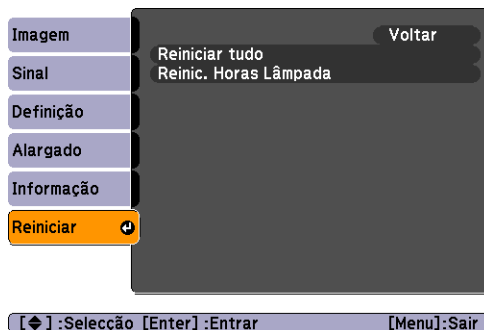 Imagem
Sinal
Definição
Alargado
Informação
Reiniciar
Voltar
Reiniciar tudo
Reinic. Horas Lâmpada
[◆] :Selecção [Enter] :Entrar [Menu]:Sair